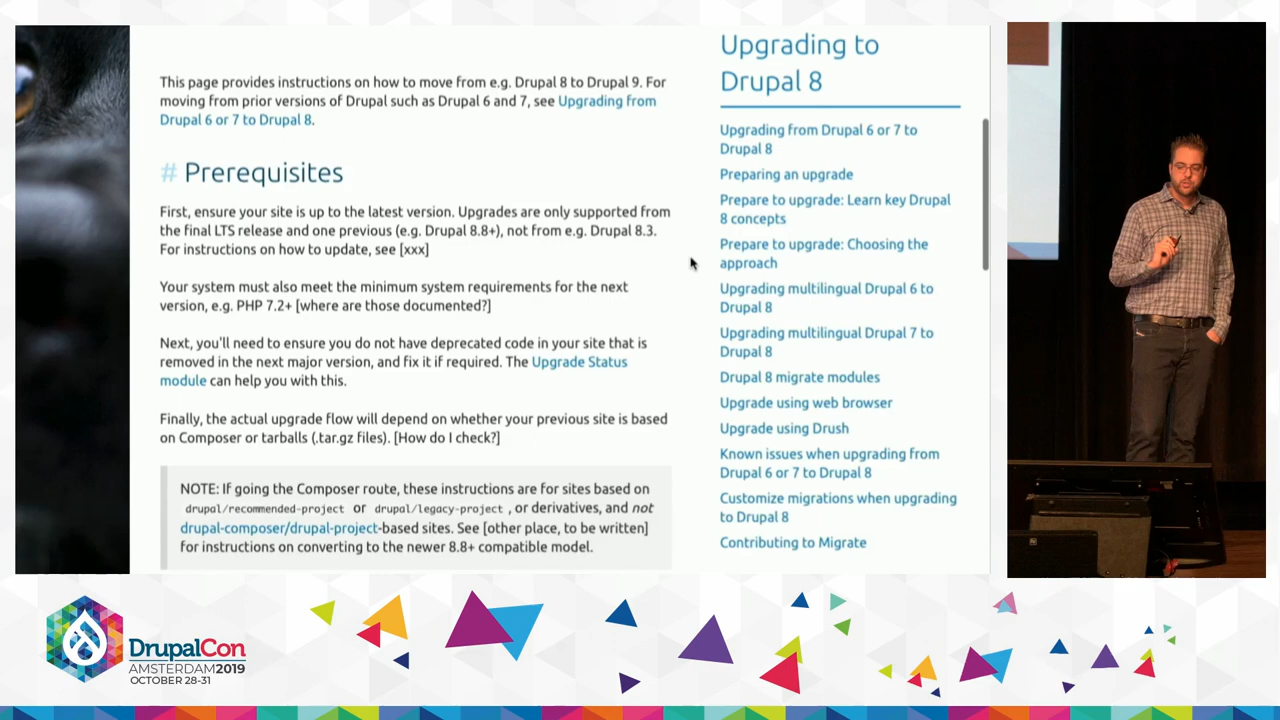 This page provides instructions on how to move from e.g. Drupal 8 to Drupal 9. For
moving from prior versions of Drupal such as Drupal 6 and 7, see Upgrading from
Drupal 6 or 7 to Drupal 8.
# Prerequisites
First, ensure your site is up to the latest version. Upgrades are only supported from
the final LTS release and one previous (e.g. Drupal 8.8+), not from e.g. Drupal 8.3.
For instructions on how to update, see [xxx]
Your system must also meet the minimum system requirements for the next
version, e.g. PHP 7.2+ [where are those documented?]
Next, you'll need to ensure you do not have deprecated code in your site that is
removed in the next major version, and fix it if required. The Upgrade Status
module can help you with this.
Finally, the actual upgrade flow will depend on whether your previous site is based
on Composer or tarballs (.tar.gz files). [How do I check?]
NOTE: If going the Composer route, these instructions are for sites based on
drupal/recommended-project or drupal/legacy-project , or derivatives, and not
drupal-composer/drupal-project-based sites. See [other place, to be written]
for instructions on converting to the newer 8.8+ compatible model.
Upgrading to
Drupal 8
Upgrading from Drupal 6 or 7 to
Drupal 8
Preparing an upgrade
Prepare to upgrade: Learn key Drupal
8 concepts
Prepare to upgrade: Choosing the
approach
Upgrading multilingual Drupal 6 to
Drupal 8
Upgrading multilingual Drupal 7 to
Drupal 8
Drupal 8 migrate modules
Upgrade using web browser
Upgrade using Drush
Known issues when upgrading from
Drupal 6 or 7 to Drupal 8
Customize migrations when upgrading
to Drupal 8
Contributing to Migrate
DrupalCon
AMSTERDAM2019
OCTOBER 28-31